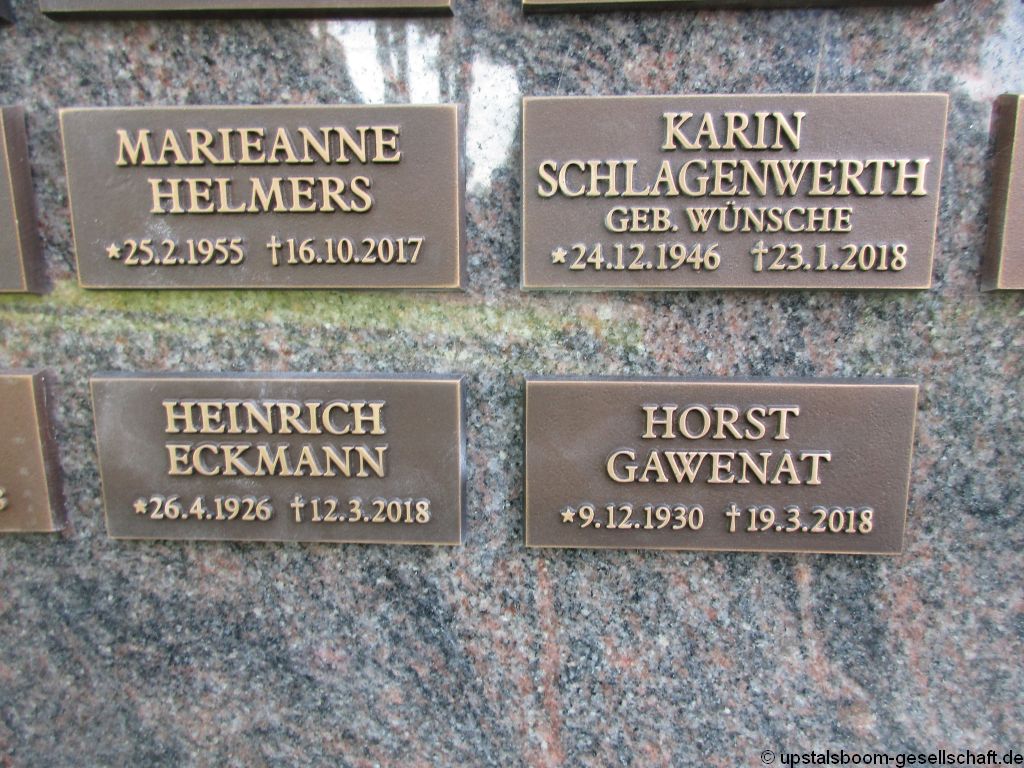 MARIEANNE
HELMERS
*25.2.1955 †16.10.2017
KARIN
SCHLAGENWERTH
GEB. WÜNSCHE
*24.12.1946 †23.1.2018
HEINRICH
ECKMANN
*26.4.1926 †12.3.2018
HORST
GAWENAT
*9.12.1930 †19.3.2018
© upstalsboom-gesellschaft.de